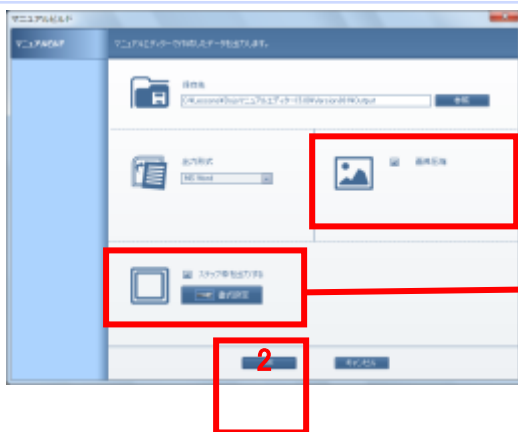 マニュアルビルド
マニュアルビルド
マニュアルエディターで作成したデータを出力します。
保存先
参照
出力形式
MS Word
画像圧縮
ステップ枠を出力する
書式設定
2
キャンセル